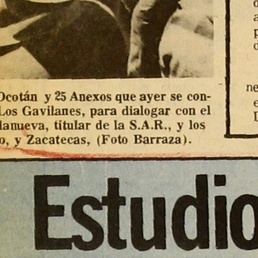 Ocotán y 25 Anexos que ayer se con-
Los Gavilanes, para dialogar con el
lanueva, titular de la S.A.R., y los
o, y Zacatecas, (Foto Barraza).
Estudio